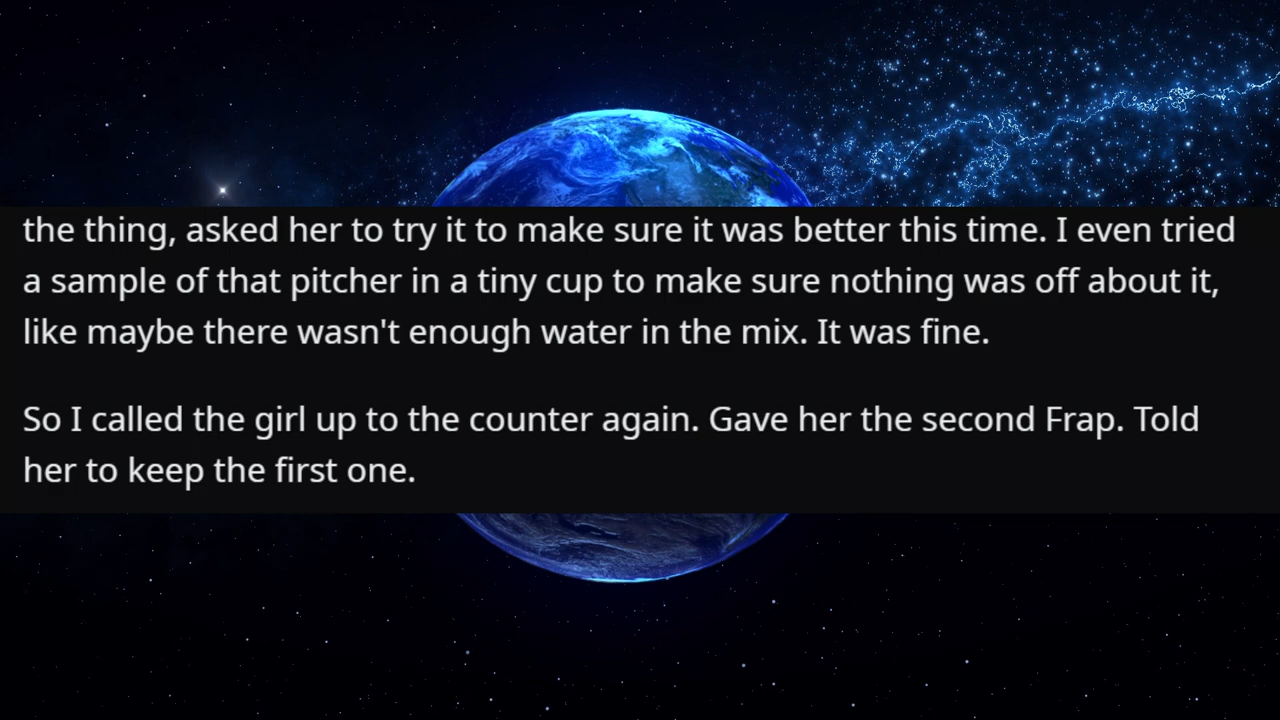 the thing, asked her to try it to make sure it was better this time. I even tried
a sample of that pitcher in a tiny cup to make sure nothing was off about it,
like maybe there wasn't enough water in the mix. It was fine.
So I called the girl up to the counter again. Gave her the second Frap. Told
her to keep the first one.